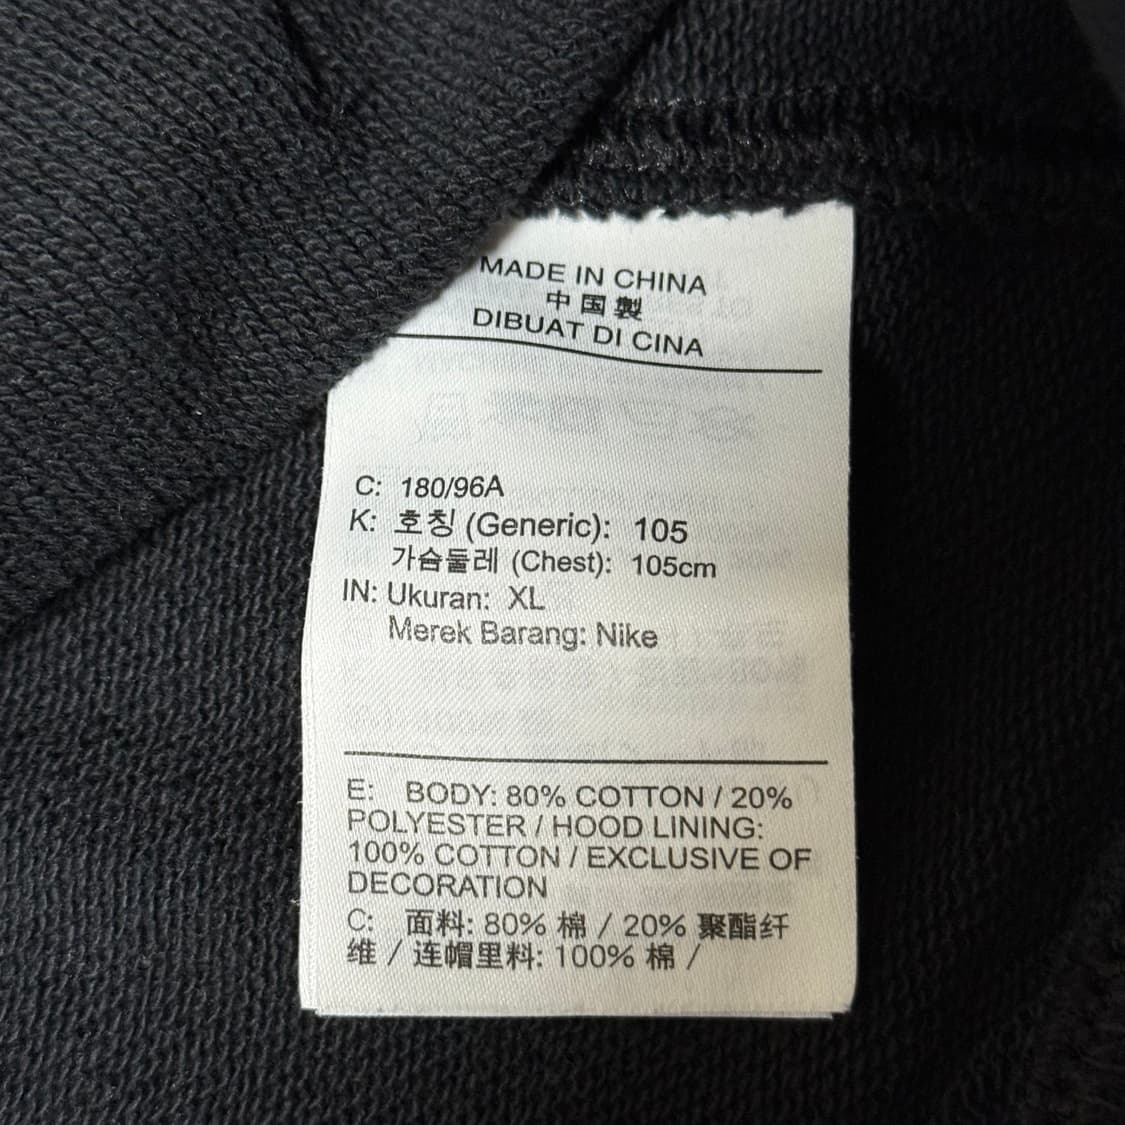 MADE IN CHINA
中国製
DIBUAT DI CINA
C: 180/96A
K: 호칭 (Generic): 105
가슴둘레 (Chest): 105cm
IN: Ukuran: XL
Merek Barang: Nike
E: BODY: 80% COTTON / 20%
POLYESTER / HOOD LINING:
100% COTTON / EXCLUSIVE OF
DECORATION
C: 面料: 80% 棉 / 20% 聚酯纤
维 / 连帽里料: 100% 棉 /